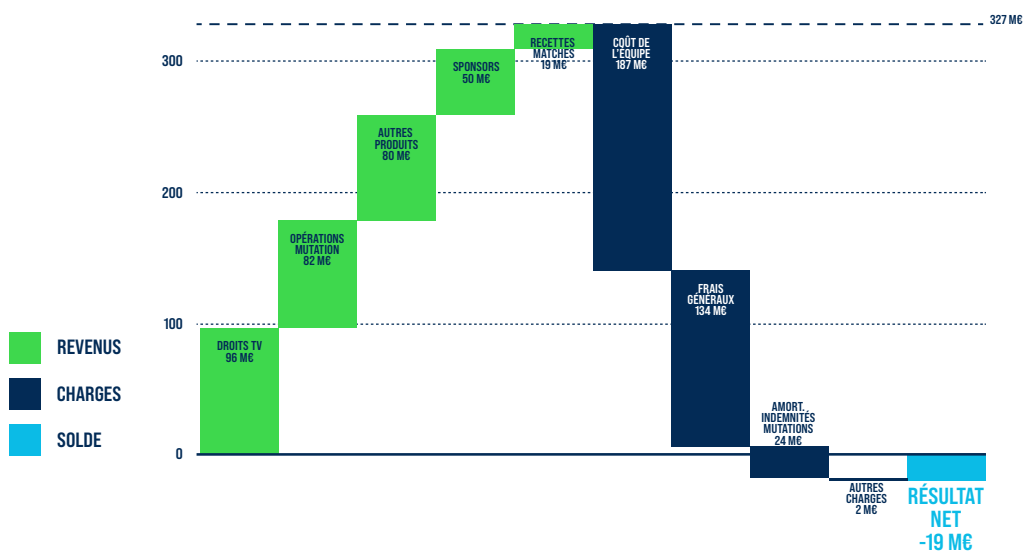 327 M€
300
200
100
0
DROITS TV
96 M€
OPÉRATIONS
MUTATION
82 M€
AUTRES
PRODUITS
80 M€
SPONSORS
50 M€
RECETTES
MATCHES
19 M€
COÛT DE
L'ÉQUIPE
187 M€
FRAIS
GÉNÉRAUX
134 M€
AMORT.
INDEMNITÉS
MUTATIONS
24 M€
AUTRES
CHARGES
2 M€
RÉSULTAT
NET
-19 M€
REVENUS
CHARGES
SOLDE